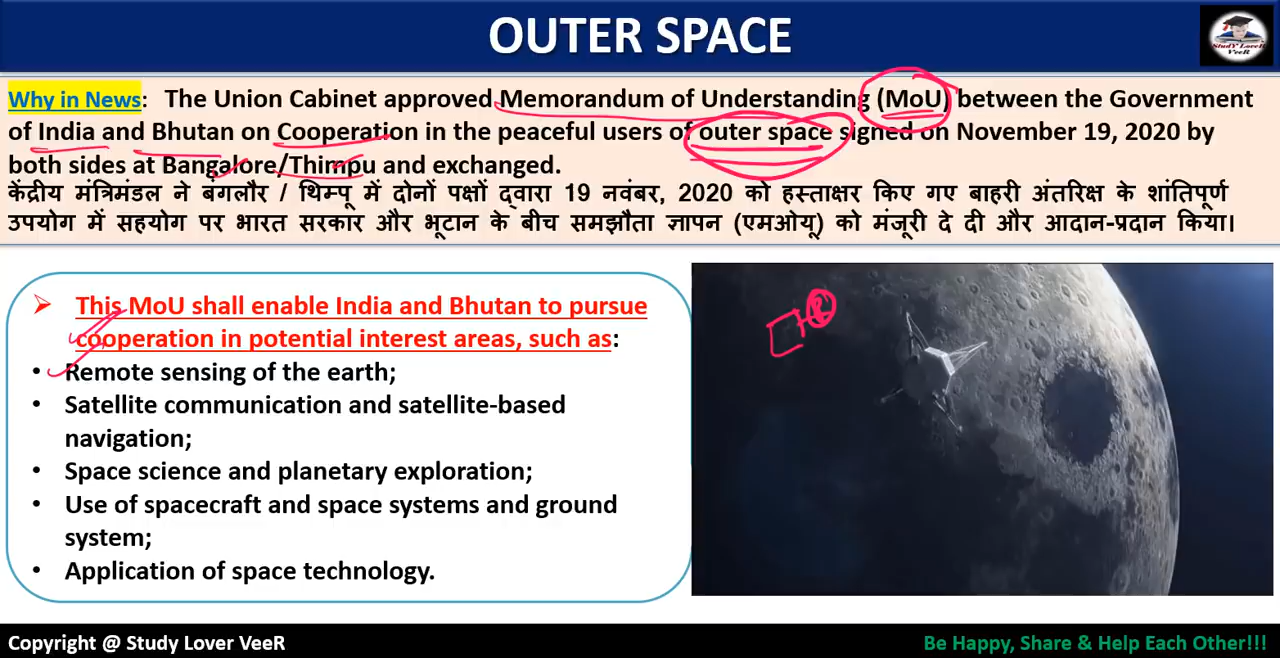 OUTER SPACE
StudY LoveR
VeeR
Why in News: The Union Cabinet approved Memorandum of Understanding (MoU) between the Government
of India and Bhutan on Cooperation in the peaceful users of outer space signed on November 19, 2020 by
both sides at Bangalore/Thimpu and exchanged.
केंद्रीय मंत्रिमंडल ने बंगलौर / थिम्पू में दोनों पक्षों द्वारा 19 नवंबर, 2020 को हस्ताक्षर किए गए बाहरी अंतरिक्ष के शांतिपूर्ण
उपयोग में सहयोग पर भारत सरकार और भूटान के बीच समझौता ज्ञापन (एमओयू) को मंजूरी दे दी और आदान-प्रदान किया।
➤ This MoU shall enable India and Bhutan to pursue
cooperation in potential interest areas, such as:
• Remote sensing of the earth;
• Satellite communication and satellite-based
navigation;
• Space science and planetary exploration;
• Use of spacecraft and space systems and ground
system;
• Application of space technology.
Copyright @ Study Lover VeeR
Be Happy, Share & Help Each Other!!!